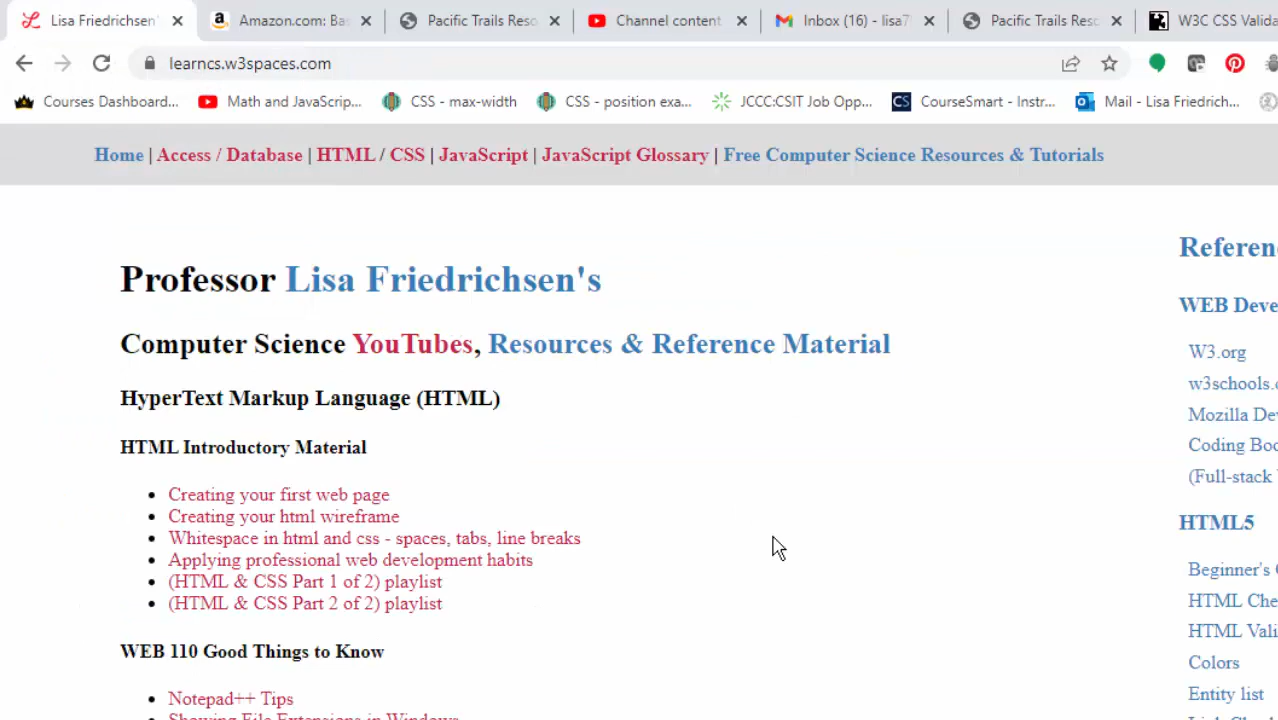 Lisa Friedrichsen' Amazon.com: Ba Pacific Trails Reso Channel content Inbox (16) - lisa7 Pacific Trails Reso W3C CSS Valida
learncs.w3spaces.com
Courses Dashboard... Math and JavaScrip... CSS - max-width CSS - position exa... JCCC:CSIT Job Opp... CS CourseSmart - Instr... Mail - Lisa Friedrich...
Home | Access / Database | HTML / CSS | JavaScript | JavaScript Glossary | Free Computer Science Resources & Tutorials
Professor Lisa Friedrichsen's
Computer Science YouTubes, Resources & Reference Material
HyperText Markup Language (HTML)
HTML Introductory Material
• Creating your first web page
• Creating your html wireframe
• Whitespace in html and css - spaces, tabs, line breaks
• Applying professional web development habits
• (HTML & CSS Part 1 of 2) playlist
• (HTML & CSS Part 2 of 2) playlist
WEB 110 Good Things to Know
• Notepad++ Tips
• Showing File Extensions in Windows
Referen
WEB Deve
W3.org
w3schools.c
Mozilla Dev
Coding Boo
(Full-stack
HTML5
Beginner's
HTML Che
HTML Vali
Colors
Entity list